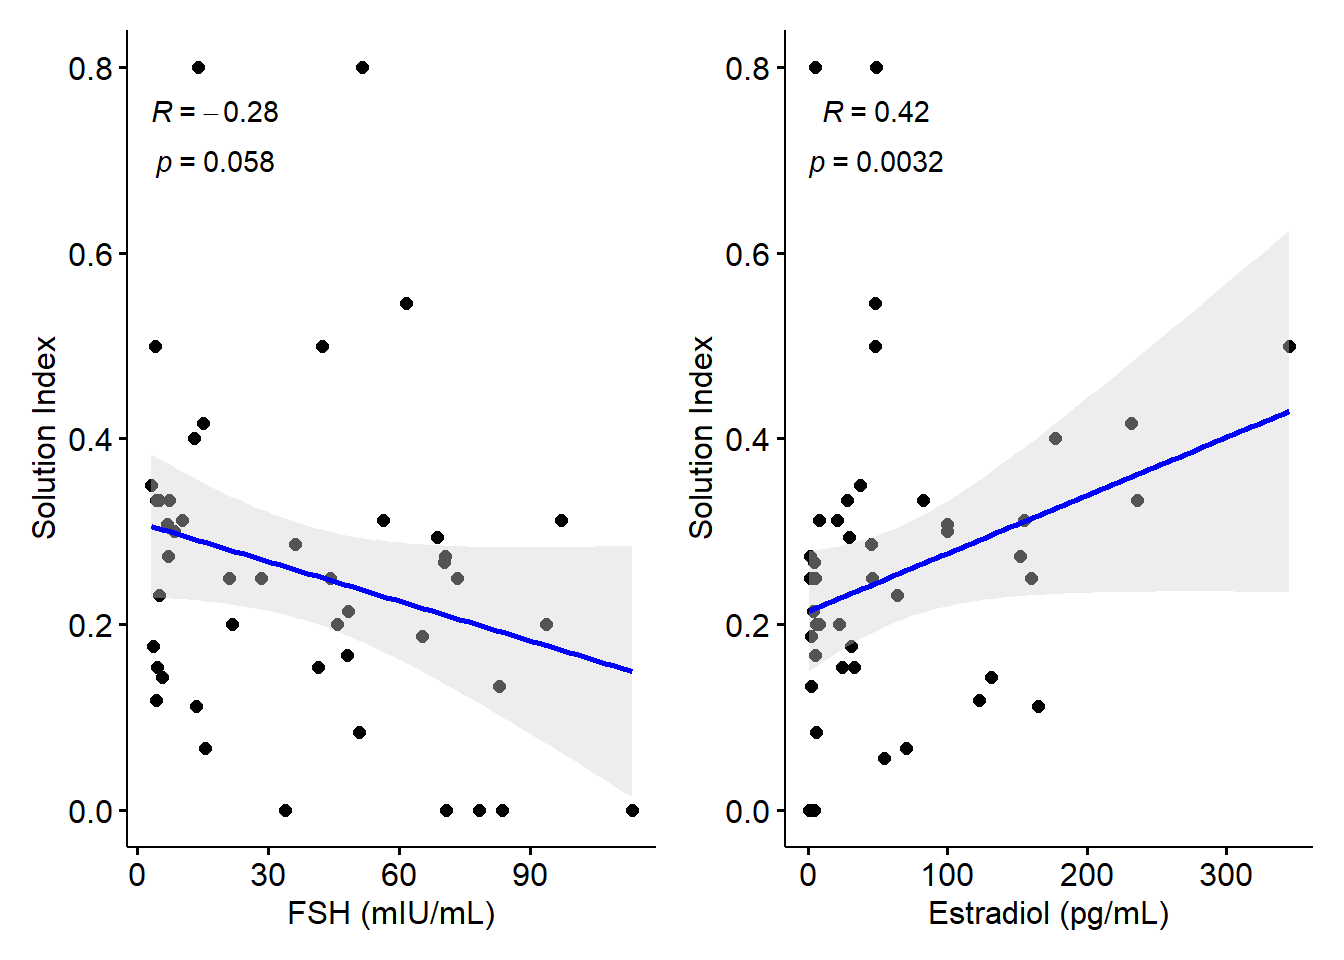 0.8
0.6
0.4
0.2
0.0
Solution Index
R = −0.28
p = 0.058
0 30 60 90
FSH (mIU/mL)
0.8
0.6
0.4
0.2
0.0
Solution Index
R = 0.42
p = 0.0032
0 100 200 300
Estradiol (pg/mL)